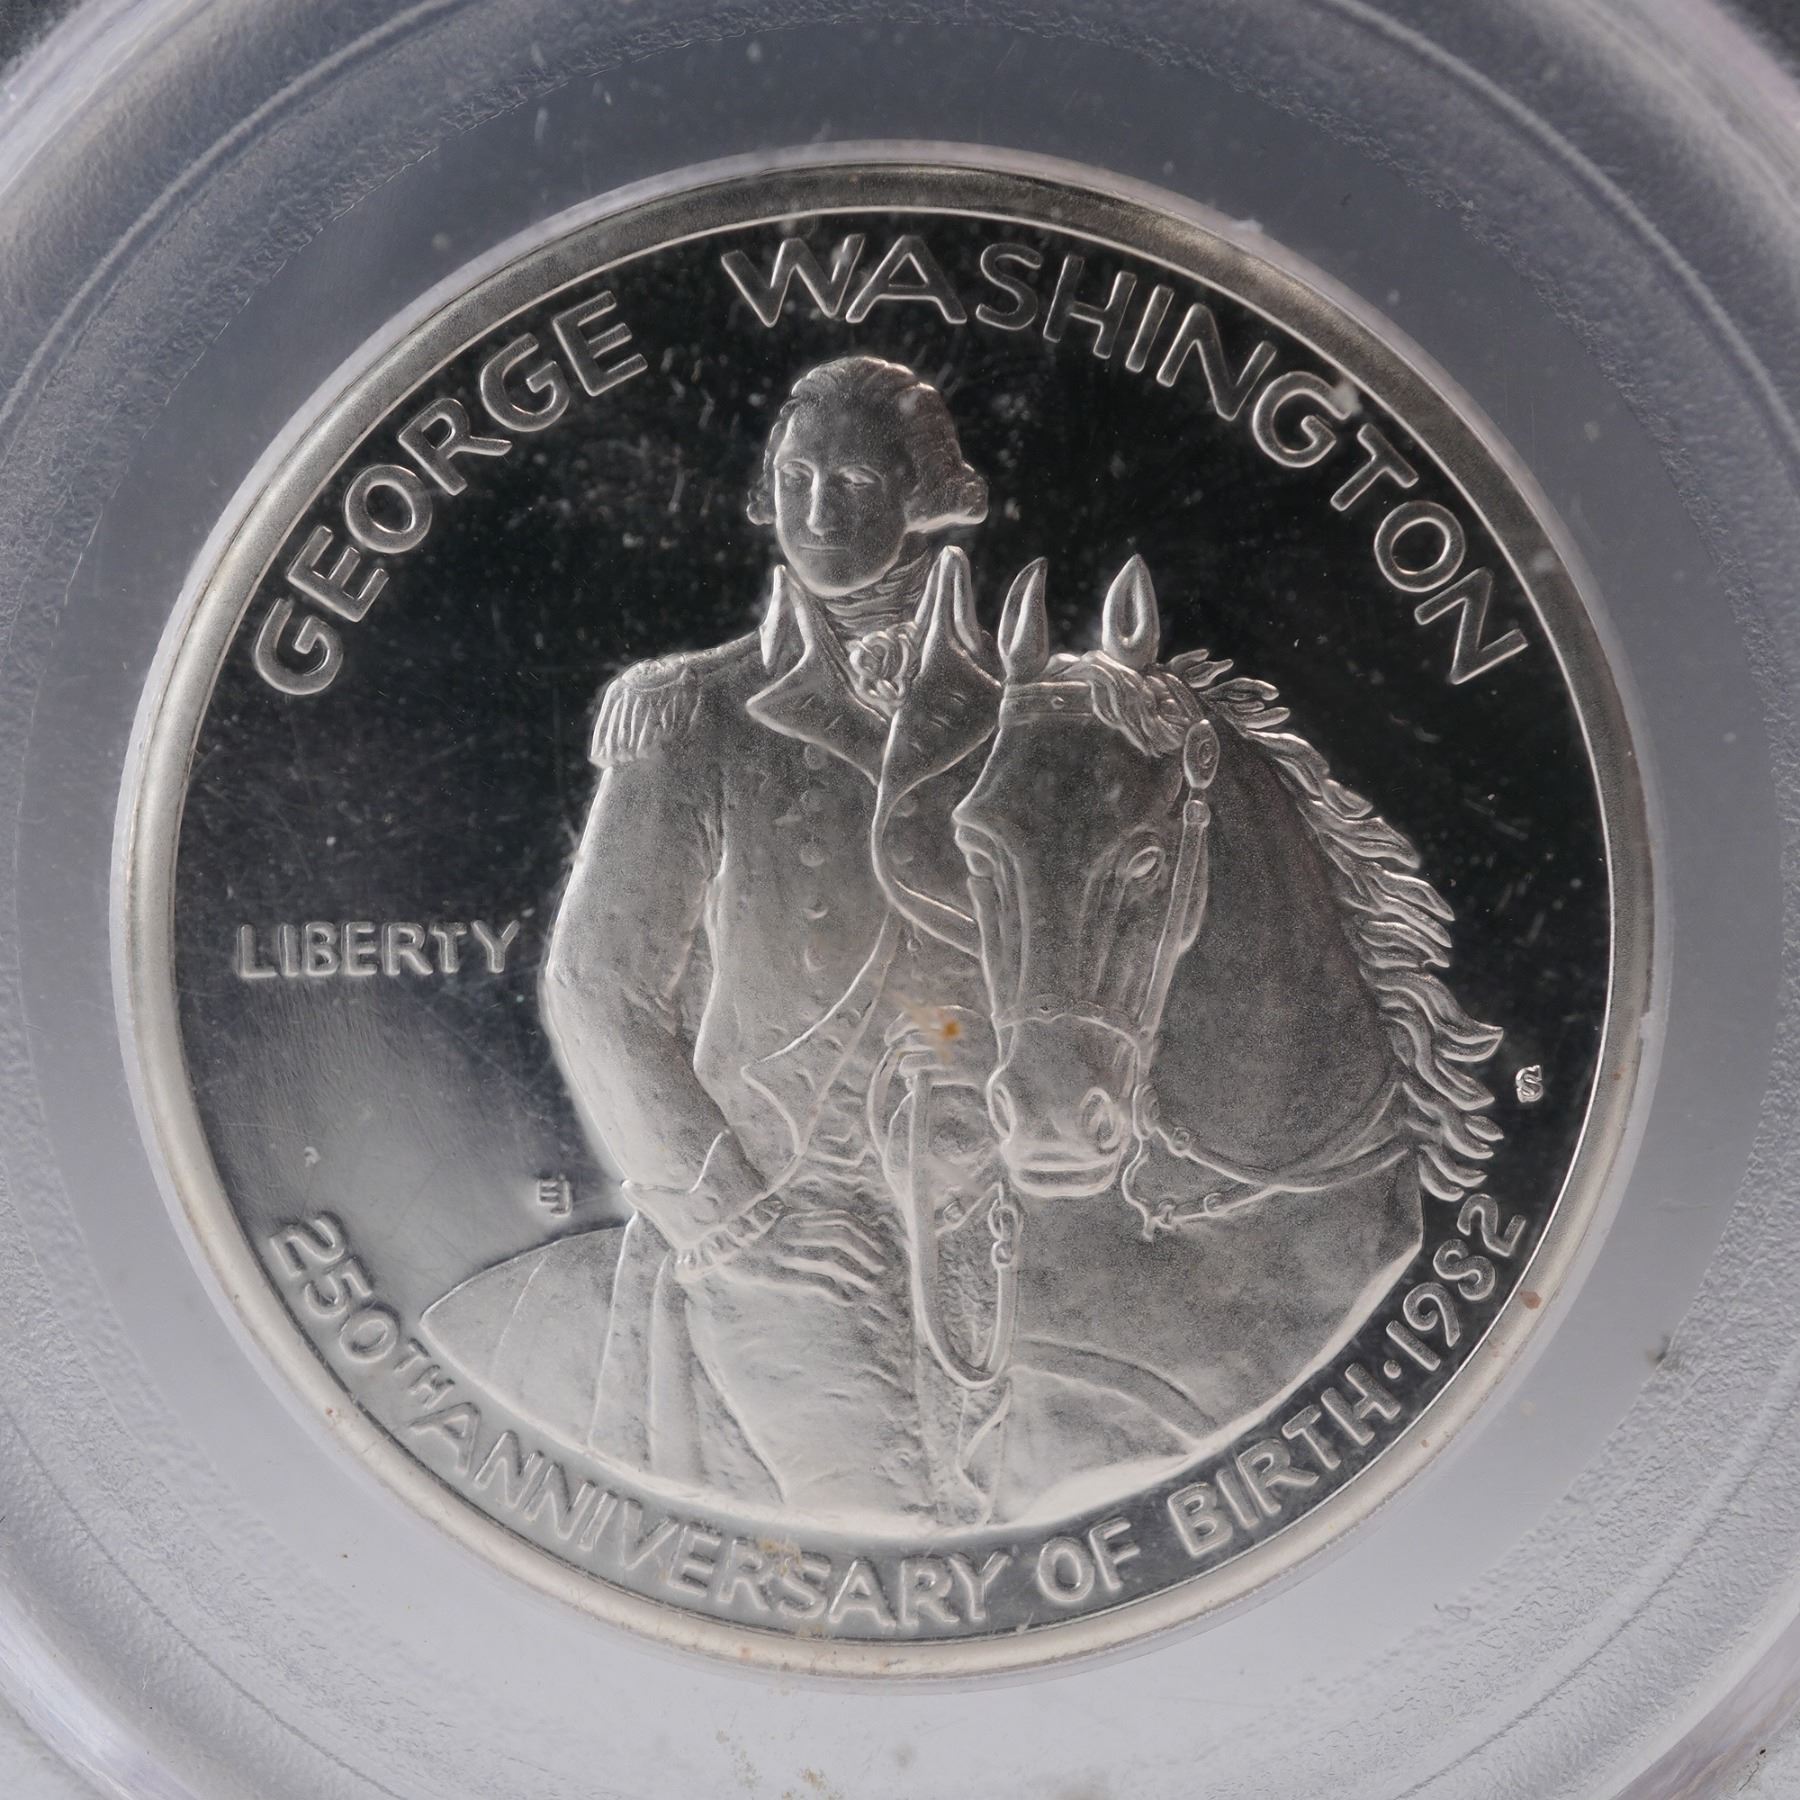 GEORGE WASHINGTON
LIBERTY
S
EJ
250TH ANNIVERSARY OF BIRTH·1982